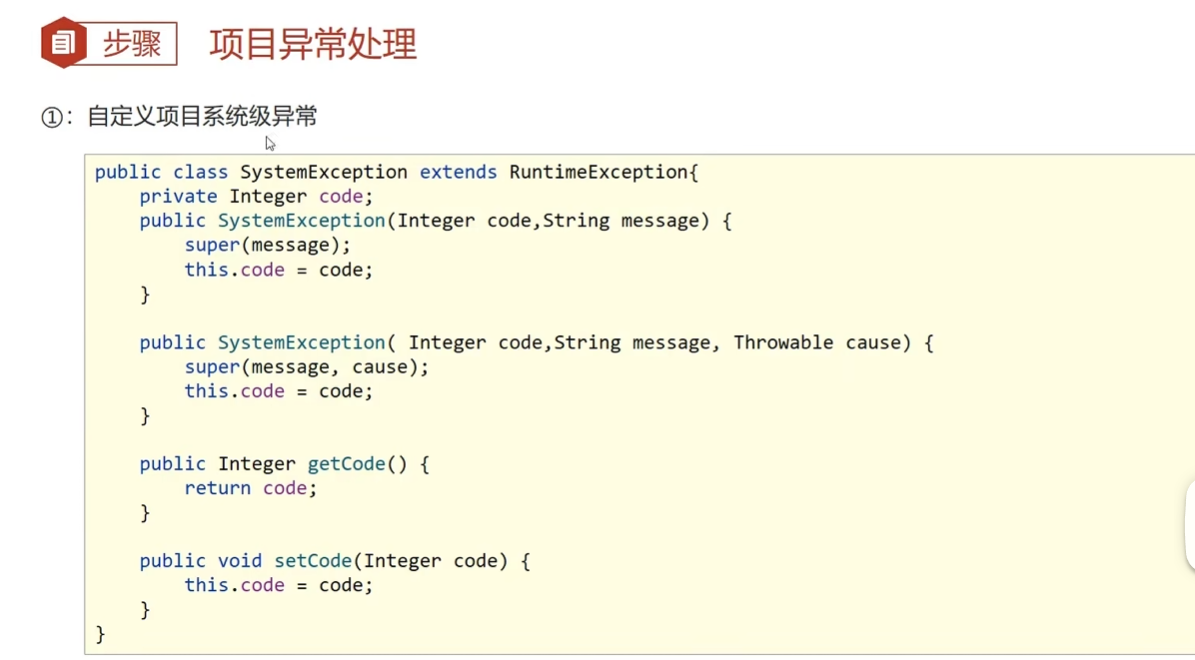 步骤 项目异常处理
①：自定义项目系统级异常
public class SystemException extends RuntimeException{
    private Integer code;
    public SystemException(Integer code,String message) {
        super(message);
        this.code = code;
    }
    public SystemException( Integer code,String message, Throwable cause) {
        super(message, cause);
        this.code = code;
    }
    public Integer getCode() {
        return code;
    }
    public void setCode(Integer code) {
        this.code = code;
    }
}